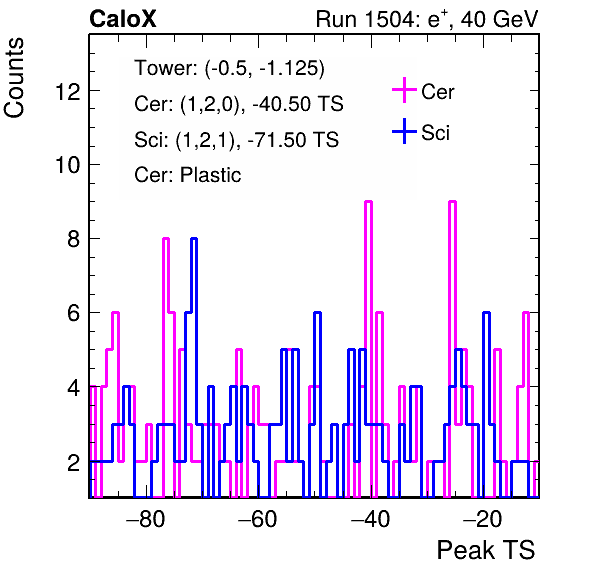 CaloX Run 1504: e⁺, 40 GeV
Counts
Tower: (-0.5, -1.125)
Cer: (1,2,0), -40.50 TS
Sci: (1,2,1), -71.50 TS
Cer: Plastic
Cer
Sci
12
10
8
6
4
2
−80 −60 −40 −20
Peak TS